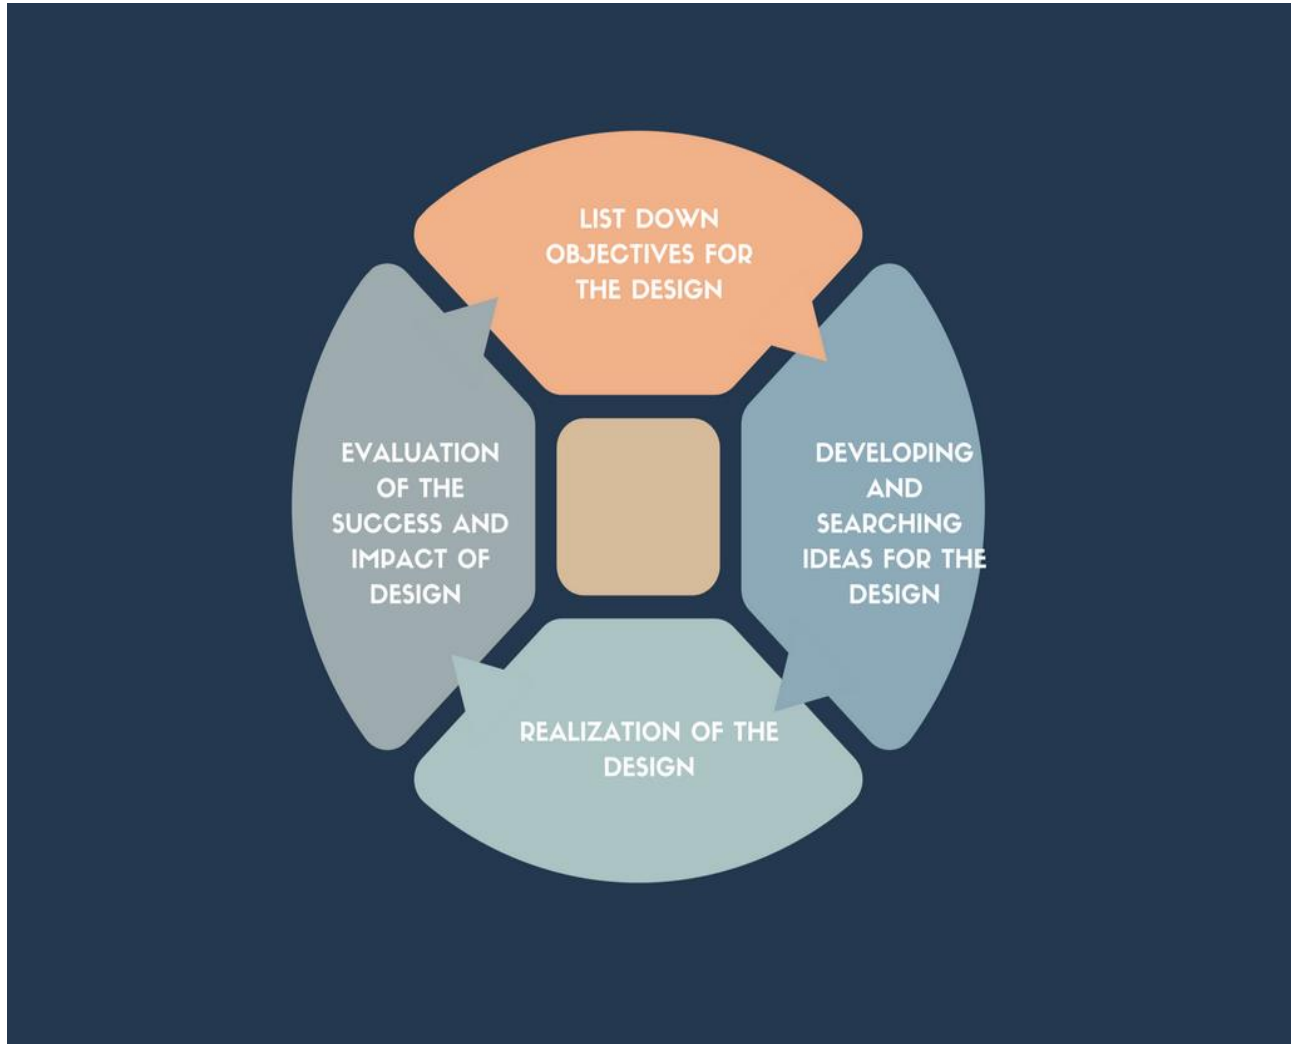 LIST DOWN
OBJECTIVES FOR
THE DESIGN
DEVELOPING
AND
SEARCHING
IDEAS FOR THE
DESIGN
REALIZATION OF THE
DESIGN
EVALUATION
OF THE
SUCCESS AND
IMPACT OF
DESIGN